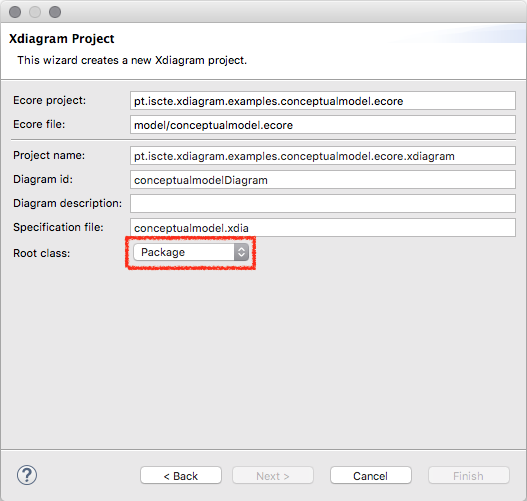 Xdiagram Project
This wizard creates a new Xdiagram project.
Ecore project: pt.iscte.xdiagram.examples.conceptualmodel.ecore
Ecore file: model/conceptualmodel.ecore
Project name: pt.iscte.xdiagram.examples.conceptualmodel.ecore.xdiagram
Diagram id: conceptualmodelDiagram
Diagram description:
Specification file: conceptualmodel.xdia
Root class: Package
? < Back Next > Cancel Finish